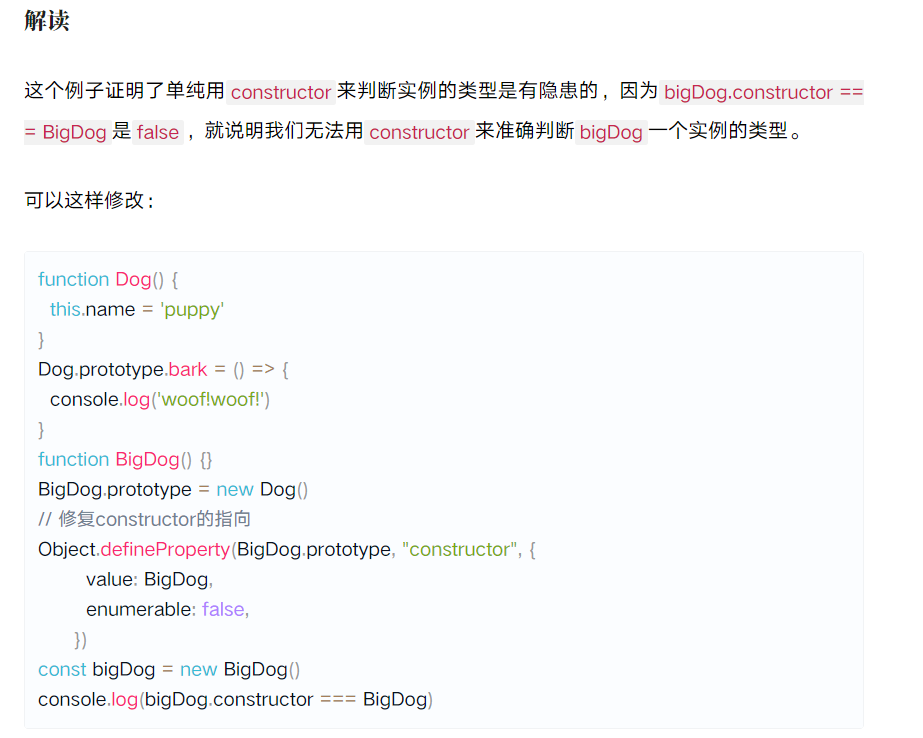 解读
这个例子证明了单纯用 constructor 来判断实例的类型是有隐患的，因为 bigDog.constructor ==
= BigDog 是 false ，就说明我们无法用 constructor 来准确判断 bigDog 一个实例的类型。
可以这样修改：
function Dog() {
  this.name = 'puppy'
}
Dog.prototype.bark = () => {
  console.log('woof!woof!')
}
function BigDog() {}
BigDog.prototype = new Dog()
// 修复constructor的指向
Object.defineProperty(BigDog.prototype, "constructor", {
        value: BigDog,
        enumerable: false,
      })
const bigDog = new BigDog()
console.log(bigDog.constructor === BigDog)